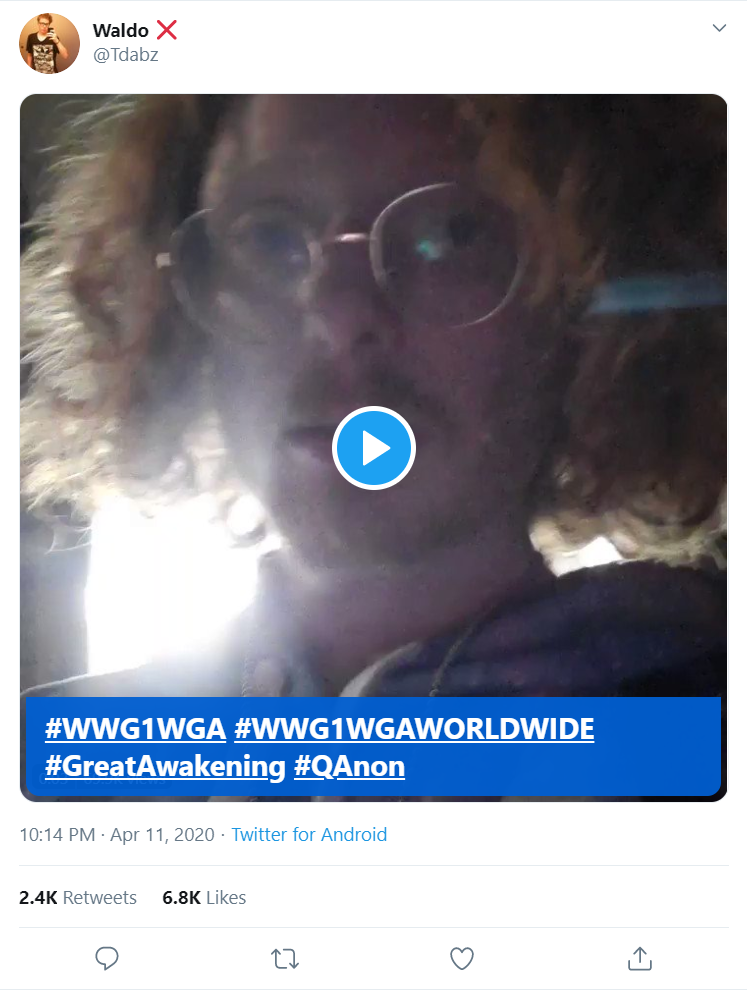 Waldo ❌
@Tdabz
#WWG1WGA #WWG1WGAWORLDWIDE
#GreatAwakening #QAnon
10:14 PM · Apr 11, 2020 · Twitter for Android
2.4K Retweets 6.8K Likes